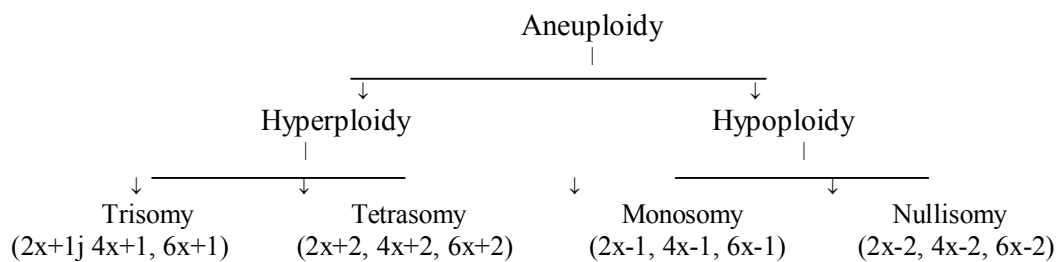 Aneuploidy
Hyperploidy Hypoploidy
Trisomy Tetrasomy Monosomy Nullisomy
(2x+1j 4x+1, 6x+1) (2x+2, 4x+2, 6x+2) (2x-1, 4x-1, 6x-1) (2x-2, 4x-2, 6x-2)